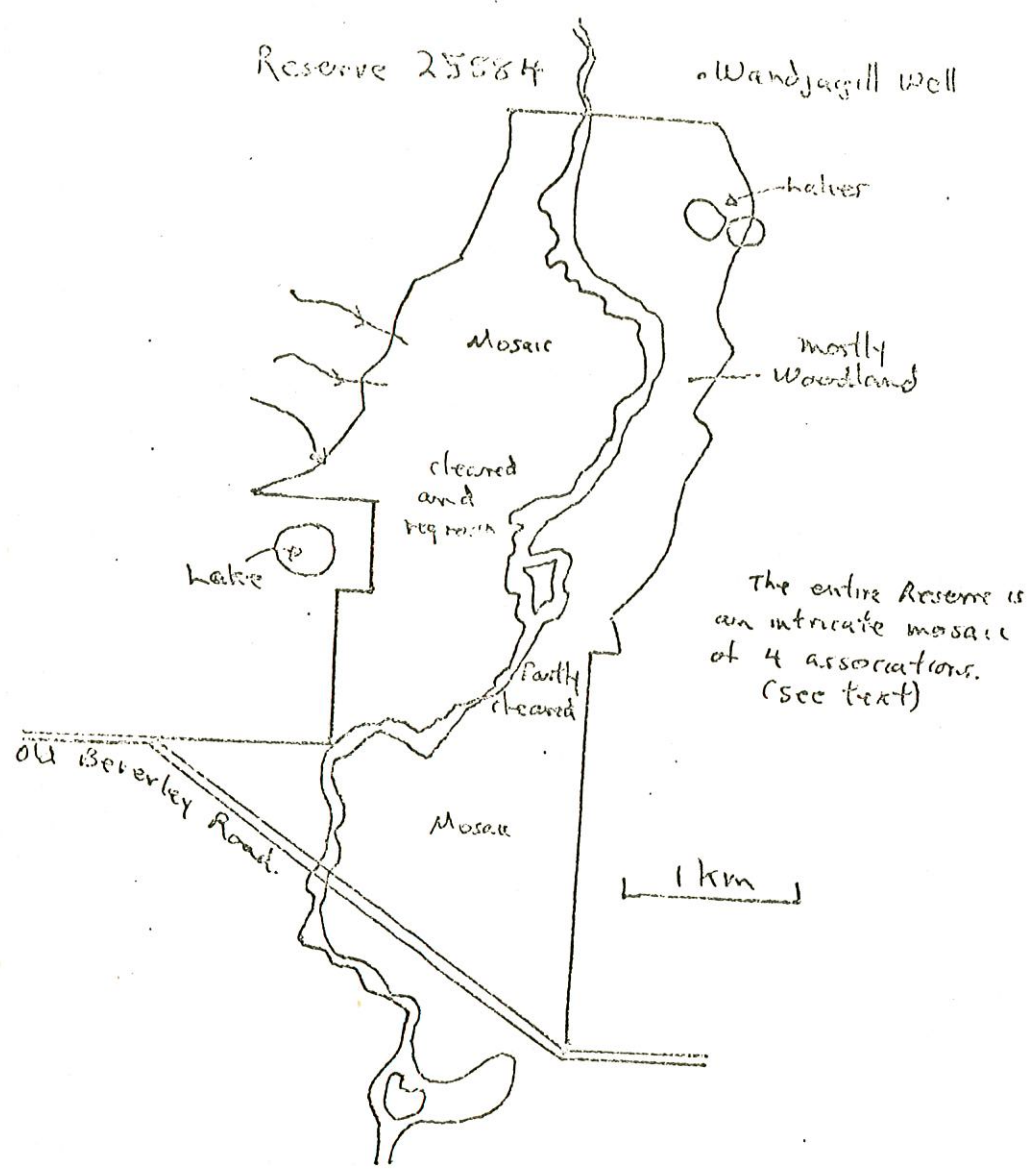 Reserve 25884
Wandjagill Well
Lakes
Mosaic
mostly
Woodland
cleared
and
regrowth
Lake
The entire Reserve is
an intricate mosaic
of 4 associations.
(see text)
Partly
cleared
Old Beverley Road.
Mosaic
1 km